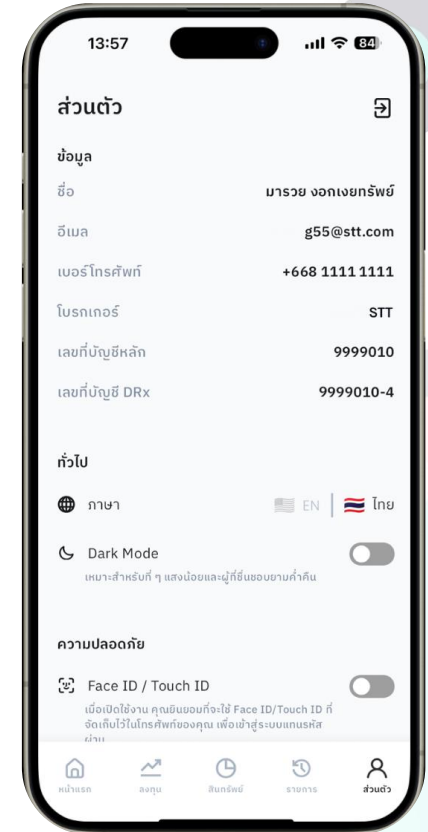 13:57
84
ส่วนตัว
ข้อมูล
ชื่อ มารวย งอกเงยทรัพย์
อีเมล g55@stt.com
เบอร์โทรศัพท์ +668 1111 1111
โบรกเกอร์ STT
เลขที่บัญชีหลัก 9999010
เลขที่บัญชี DRx 9999010-4
ทั่วไป
ภาษา EN ไทย
Dark Mode
เหมาะสำหรับที่ ๆ แสงน้อยและผู้ที่ชื่นชอบยามค่ำคืน
ความปลอดภัย
Face ID / Touch ID
เมื่อเปิดใช้งาน คุณยินยอมที่จะใช้ Face ID/Touch ID ที่
จัดเก็บไว้ในโทรศัพท์ของคุณ เพื่อเข้าสู่ระบบแทนรหัส
ผ่าน
หน้าแรก ลงทุน สินทรัพย์ รายการ ส่วนตัว